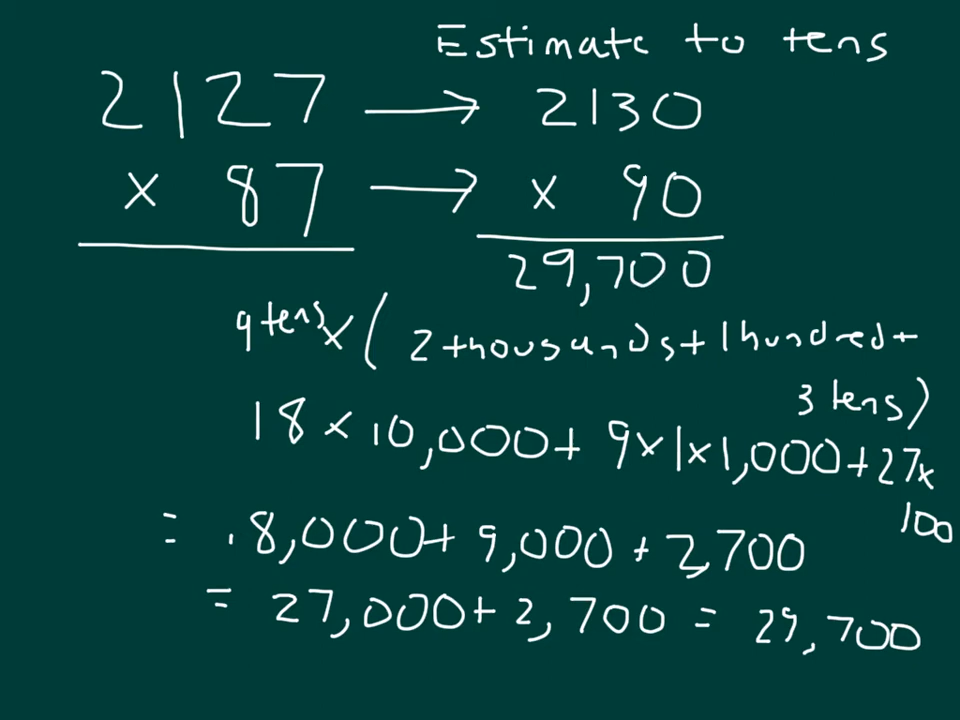 Estimate to tens
2127 → 2130
x 87 → x 90
29,700
9 tens x ( 2 thousands + 1 hundred +
3 tens)
18 x 10,000 + 9 x 1 x 1,000 + 27 x
100
= 18,000 + 9,000 + 2,700
= 27,000 + 2,700 = 29,700